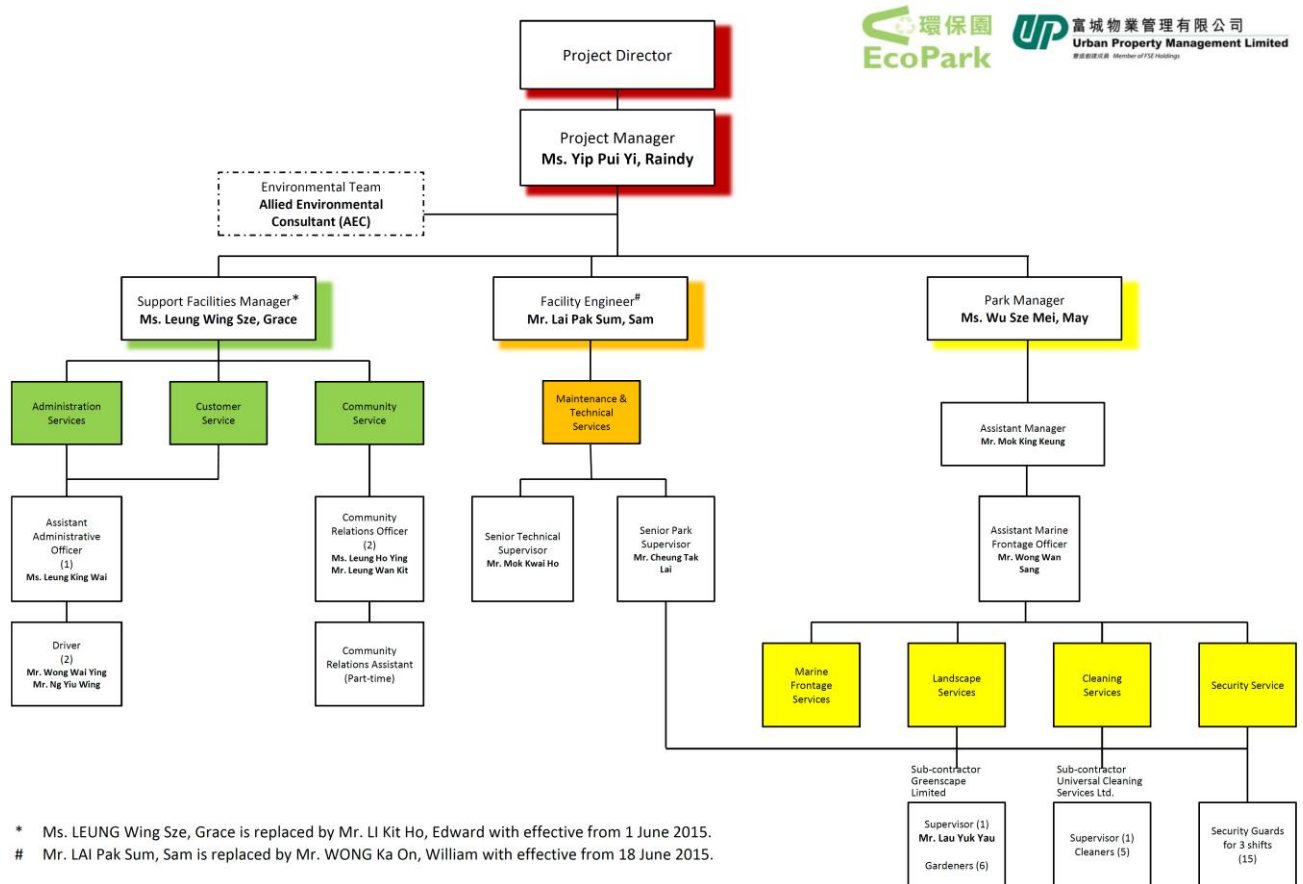 環保園
EcoPark
UP
富城物業管理有限公司
Urban Property Management Limited
Member of FSE Holdings
Project Director
Project Manager
Ms. Yip Pui Yi, Raindy
Environmental Team
Allied Environmental
Consultant (AEC)
Support Facilities Manager*
Ms. Leung Wing Sze, Grace
Facility Engineer#
Mr. Lai Pak Sum, Sam
Park Manager
Ms. Wu Sze Mei, May
Administration
Services
Customer
Service
Community
Service
Maintenance &
Technical
Services
Assistant Manager
Mr. Mok King Keung
Assistant
Administrative
Officer
(1)
Ms. Leung King Wai
Community
Relations Officer
(2)
Ms. Leung Ho Ying
Mr. Leung Wan Kit
Senior Technical
Supervisor
Mr. Mok Kwai Ho
Senior Park
Supervisor
Mr. Cheung Tak
Lai
Assistant Marine
Frontage Officer
Mr. Wong Wan
Sang
Driver
(2)
Mr. Wong Wai Ying
Mr. Ng Yiu Wing
Community
Relations Assistant
(Part-time)
Marine
Frontage
Services
Landscape
Services
Cleaning
Services
Security Service
Sub-contractor
Greenscape
Limited
Sub-contractor
Universal Cleaning
Services Ltd.
Supervisor (1)
Mr. Lau Yuk Yau
Gardeners (6)
Supervisor (1)
Cleaners (5)
Security Guards
for 3 shifts
(15)
* Ms. LEUNG Wing Sze, Grace is replaced by Mr. LI Kit Ho, Edward with effective from 1 June 2015.
# Mr. LAI Pak Sum, Sam is replaced by Mr. WONG Ka On, William with effective from 18 June 2015.